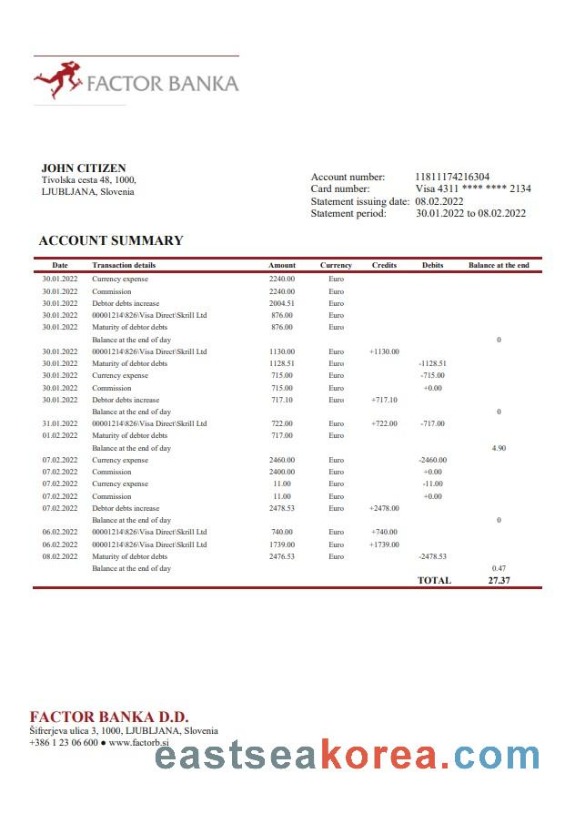 FACTOR BANKA
JOHN CITIZEN
Tivolska cesta 48, 1000,
LJUBLJANA, Slovenia
Account number: 11811174216304
Card number: Visa 4311 **** **** 2134
Statement issuing date: 08.02.2022
Statement period: 30.01.2022 to 08.02.2022
ACCOUNT SUMMARY
Date Transaction details Amount Currency Credits Debits Balance at the end
30.01.2022 Currency expense 2240.00 Euro
30.01.2022 Commission 2240.00 Euro
30.01.2022 Debtor debts increase 2004.51 Euro
30.01.2022 00001214\826\Visa Direct\Skrill Ltd 876.00 Euro
30.01.2022 Maturity of debtor debts 876.00 Euro
Balance at the end of day 0
30.01.2022 00001214\826\Visa Direct\Skrill Ltd 1130.00 Euro +1130.00
30.01.2022 Maturity of debtor debts 1128.51 Euro -1128.51
30.01.2022 Currency expense 715.00 Euro -715.00
30.01.2022 Commission 715.00 Euro +0.00
30.01.2022 Debtor debts increase 717.10 Euro +717.10
Balance at the end of day 0
31.01.2022 00001214\826\Visa Direct\Skrill Ltd 722.00 Euro +722.00 -717.00
01.02.2022 Maturity of debtor debts 717.00 Euro
Balance at the end of day 4.90
07.02.2022 Currency expense 2460.00 Euro -2460.00
07.02.2022 Commission 2400.00 Euro +0.00
07.02.2022 Currency expense 11.00 Euro -11.00
07.02.2022 Commission 11.00 Euro +0.00
07.02.2022 Debtor debts increase 2478.53 Euro +2478.00
Balance at the end of day 0
06.02.2022 00001214\826\Visa Direct\Skrill Ltd 740.00 Euro +740.00
06.02.2022 00001214\826\Visa Direct\Skrill Ltd 1739.00 Euro +1739.00
08.02.2022 Maturity of debtor debts 2476.53 Euro -2478.53
Balance at the end of day 0.47
TOTAL 27.37
FACTOR BANKA D.D.
Šifrerjeva ulica 3, 1000, LJUBLJANA, Slovenia
+386 1 23 06 600 ● www.factorb.si
eastseakorea.com